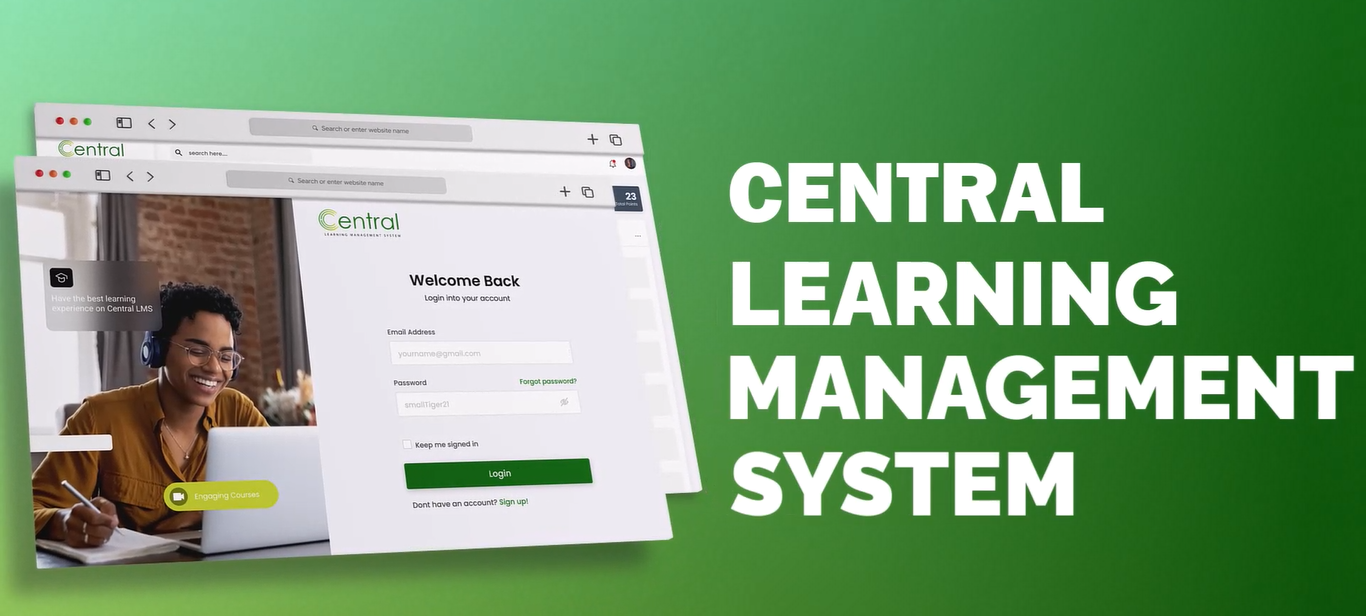 Search or enter website name
Central
search here....
Search or enter website name
23
Total Points
Central
LEARNING MANAGEMENT SYSTEM
Have the best learning
experience on Central LMS
Engaging Courses
Welcome Back
Login into your account
Email Address
yourname@gmail.com
Password
Forgot password?
smallTiger21
Keep me signed in
Login
Dont have an account? Sign up!
CENTRAL
LEARNING
MANAGEMENT
SYSTEM